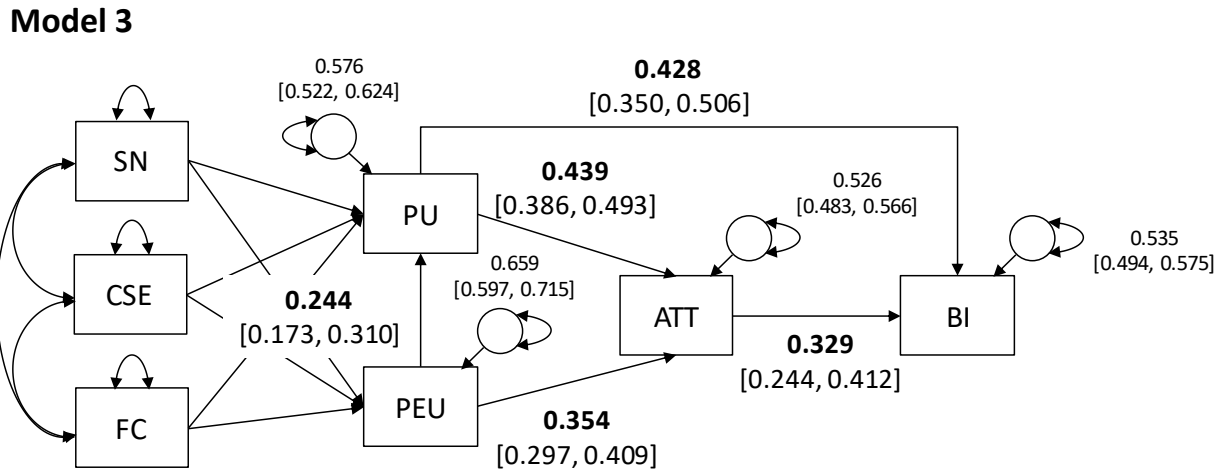 Model 3
0.576
[0.522, 0.624]
0.428
[0.350, 0.506]
SN
0.439
[0.386, 0.493]
0.526
[0.483, 0.566]
PU
0.535
[0.494, 0.575]
CSE
0.244
[0.173, 0.310]
0.659
[0.597, 0.715]
ATT
BI
0.329
[0.244, 0.412]
FC
PEU
0.354
[0.297, 0.409]